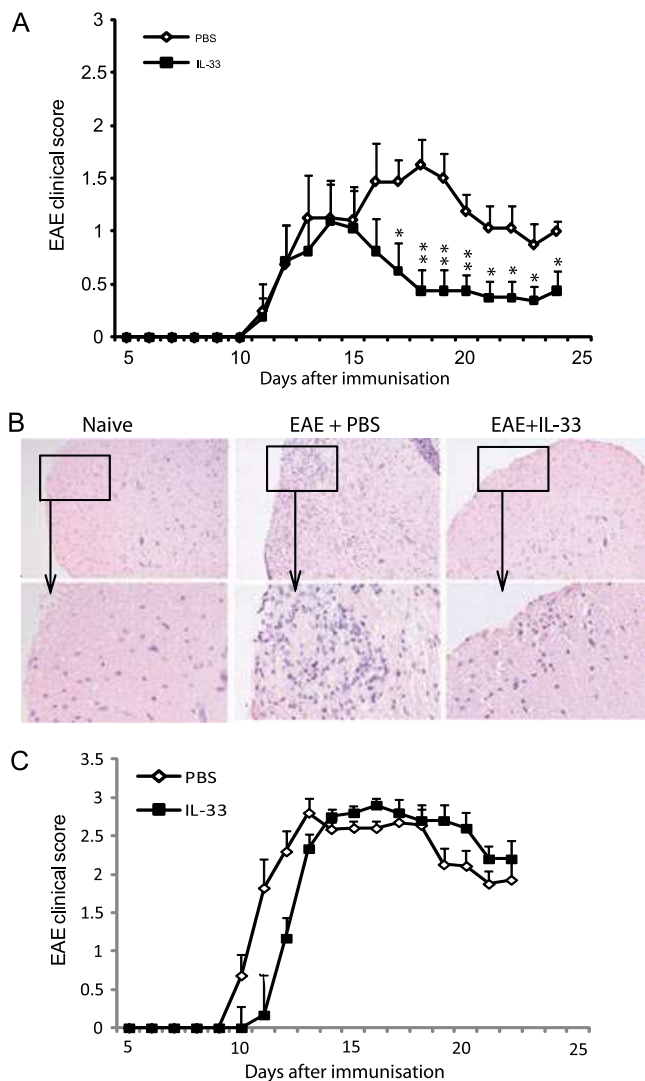 A
3
2.5
2
1.5
1
0.5
0
EAE clinical score
PBS
IL-33
*
**
**
**
*
*
*
*
5 10 15 20 25
Days after immunisation
B
Naive EAE + PBS EAE+IL-33
C
3.5
3
2.5
2
1.5
1
0.5
0
EAE clinical score
PBS
IL-33
5 10 15 20 25
Days after immunisation